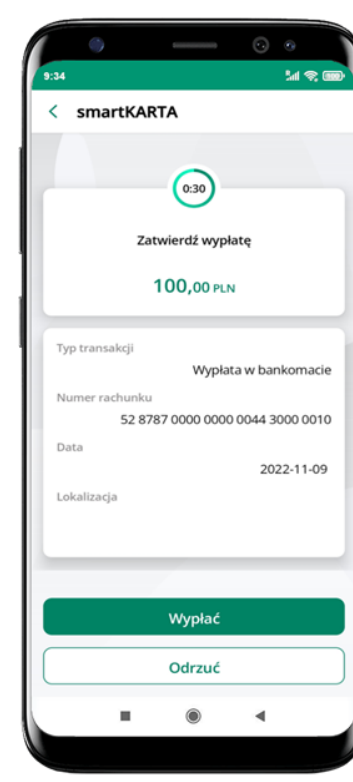 9:34
smartKARTA
0:30
Zatwierdź wypłatę
100,00 PLN
Typ transakcji
Wypłata w bankomacie
Numer rachunku
52 8787 0000 0000 0044 3000 0010
Data
2022-11-09
Lokalizacja
Wypłać
Odrzuć